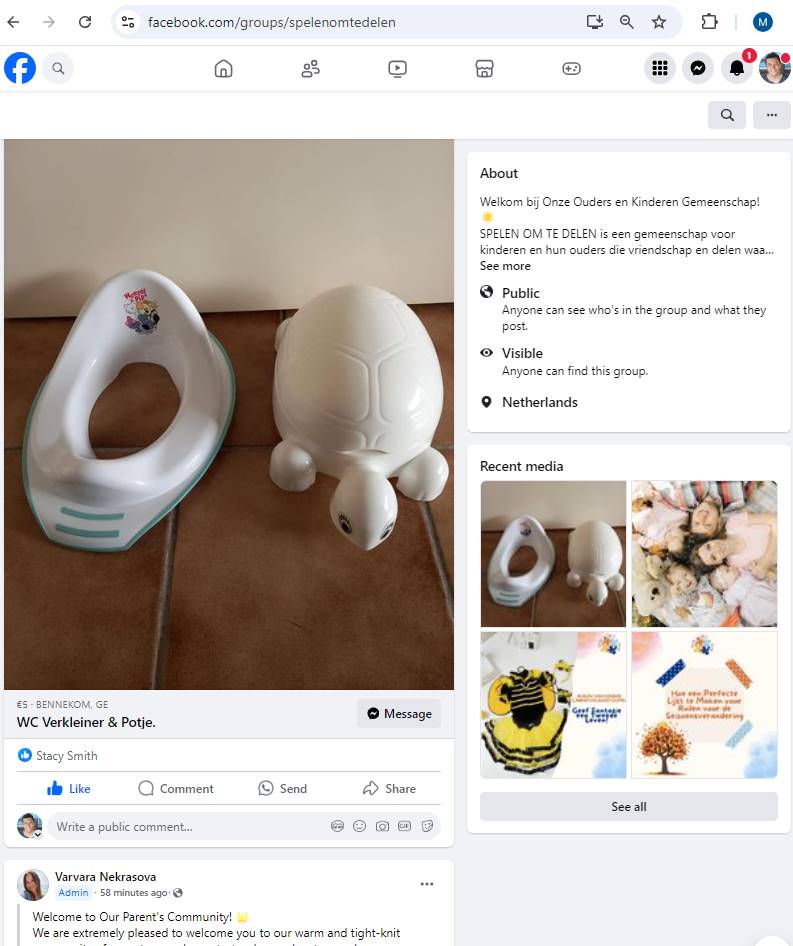 facebook.com/groups/spelenomtedelen
M
1
About
Welkom bij Onze Ouders en Kinderen Gemeenschap!
🌟
SPELEN OM TE DELEN is een gemeenschap voor
kinderen en hun ouders die vriendschap en delen waa...
See more
Public
Anyone can see who's in the group and what they
post.
Visible
Anyone can find this group.
Netherlands
Recent media
Geef Fantasie
een Tweede
Leven!
Hoe een Perfecte
Lijst te Maken voor
Ruilen voor de
Seizoensverandering
See all
€5 · BENNEKOM, GE
WC Verkleiner & Potje.
Message
Stacy Smith
Like
Comment
Send
Share
Write a public comment...
GIF
Varvara Nekrasova
Admin · 58 minutes ago ·
Welcome to Our Parent's Community! 🌟
We are extremely pleased to welcome you to our warm and tight-knit